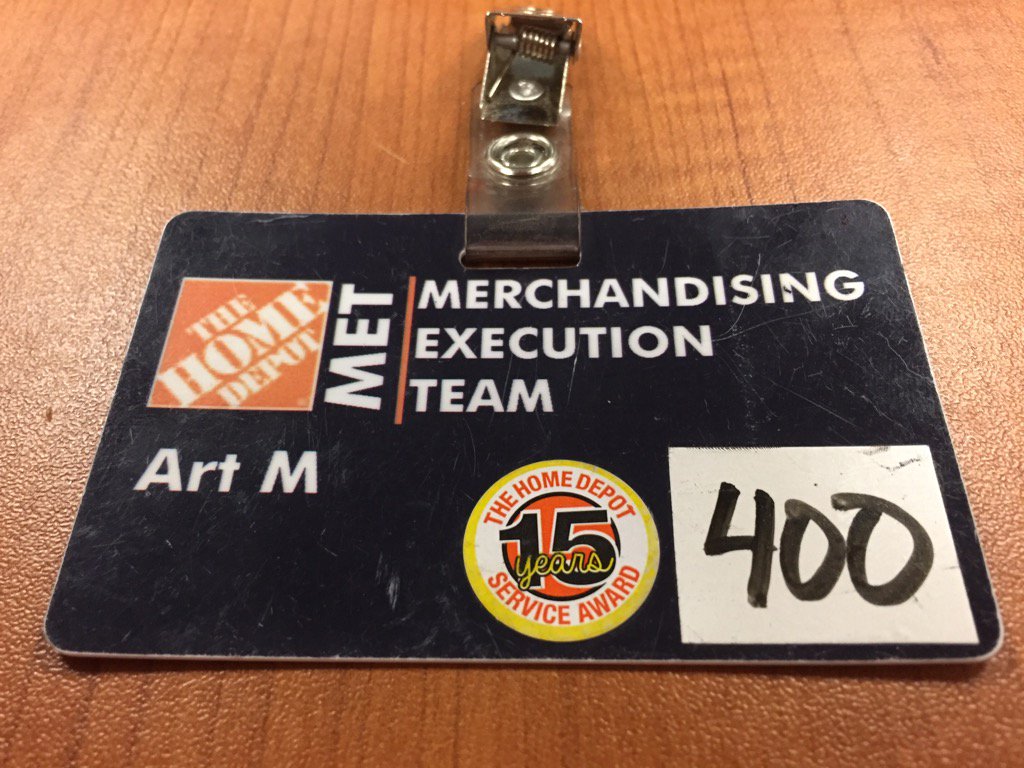 THE
HOME
DEPOT
MET
MERCHANDISING
EXECUTION
TEAM
Art M
THE HOME DEPOT
15
years
SERVICE AWARD
400